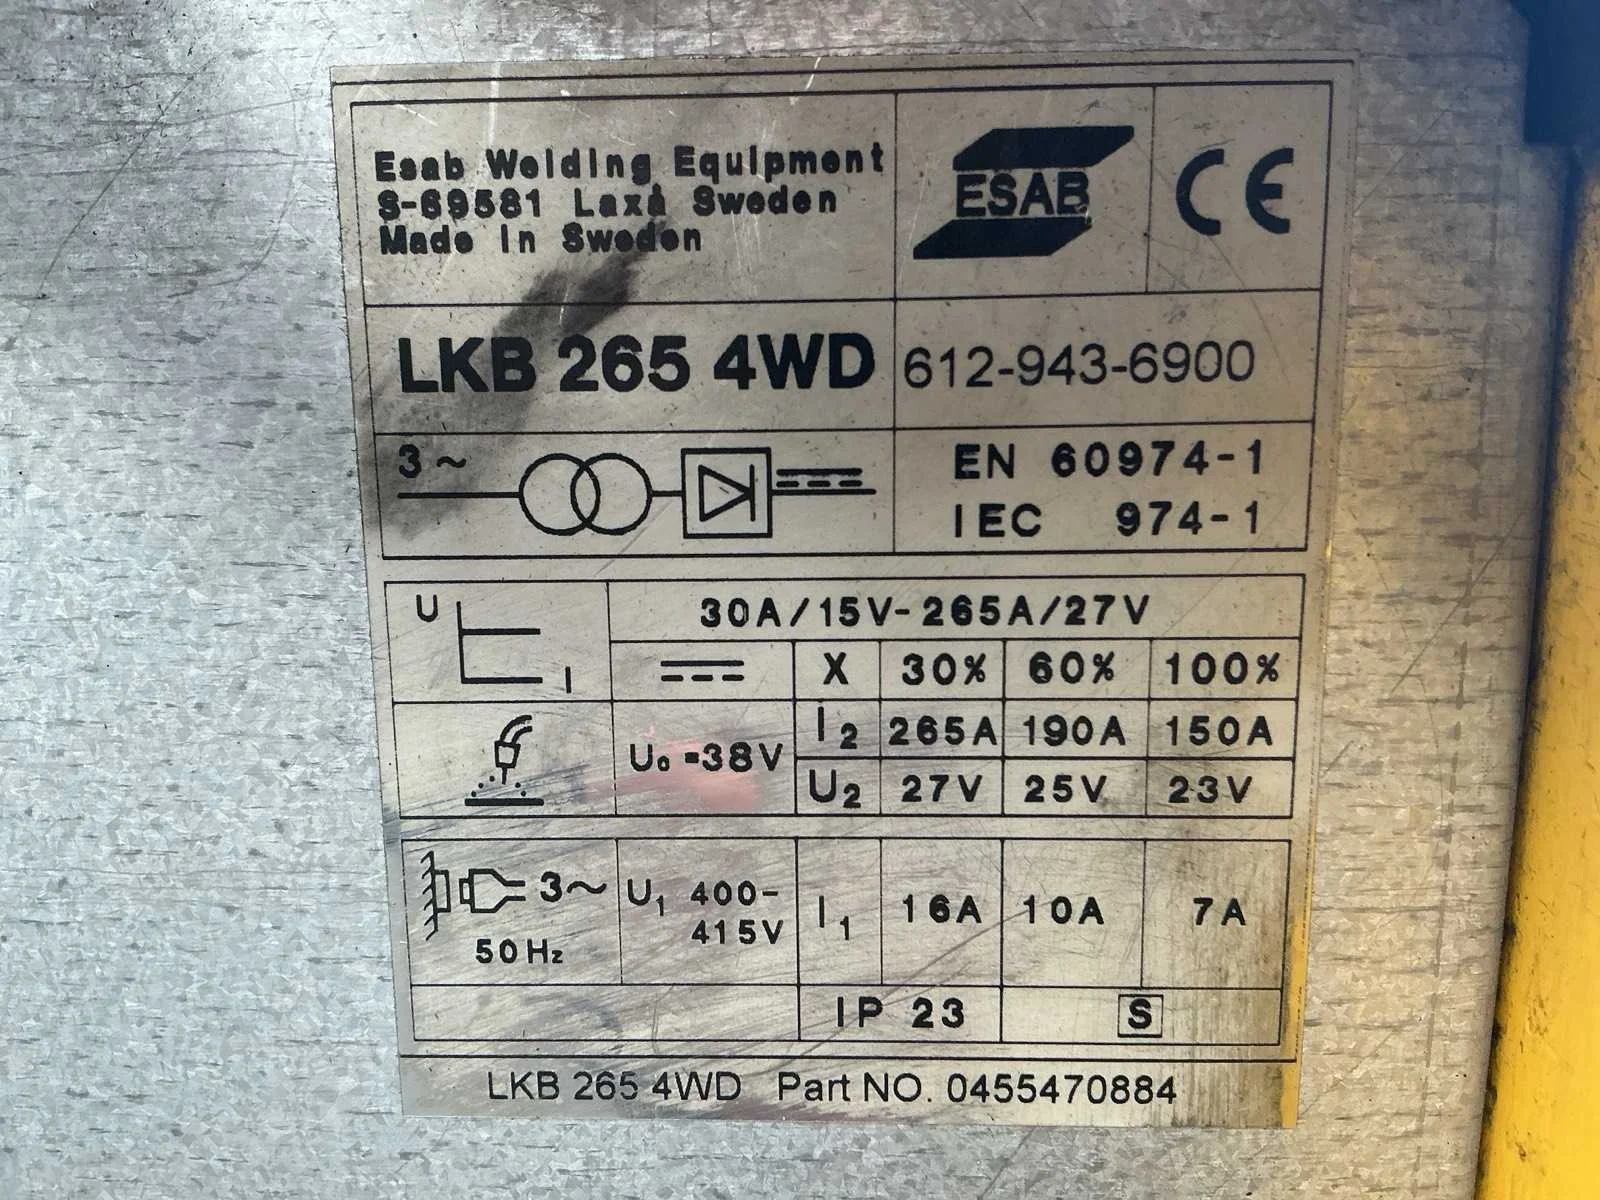 Esab Welding Equipment
S-69581 Laxå Sweden
Made in Sweden
ESAB
CE
LKB 265 4WD
612-943-6900
3~
EN 60974-1
IEC 974-1
U
I
30A/15V-265A/27V
X 30% 60% 100%
U₀=38V
I₂ 265A 190A 150A
U₂ 27V 25V 23V
3~
50Hz
U₁ 400-
415V
I₁ 16A 10A 7A
IP 23
S
LKB 265 4WD Part NO. 0455470884